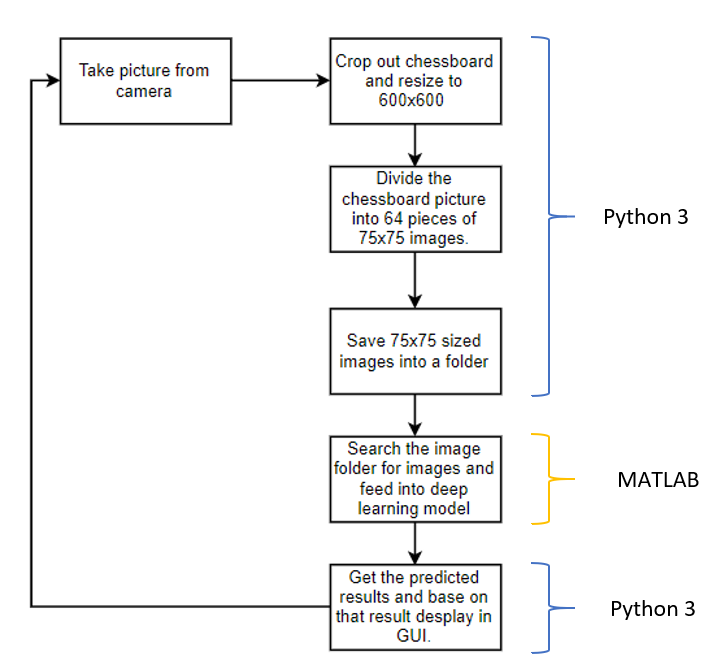 Take picture from
camera
Crop out chessboard
and resize to
600x600
Divide the
chessboard picture
into 64 pieces of
75x75 images.
Python 3
Save 75x75 sized
images into a folder
Search the image
folder for images and
feed into deep
learning model
MATLAB
Get the predicted
results and base on
that result desplay in
GUI.
Python 3